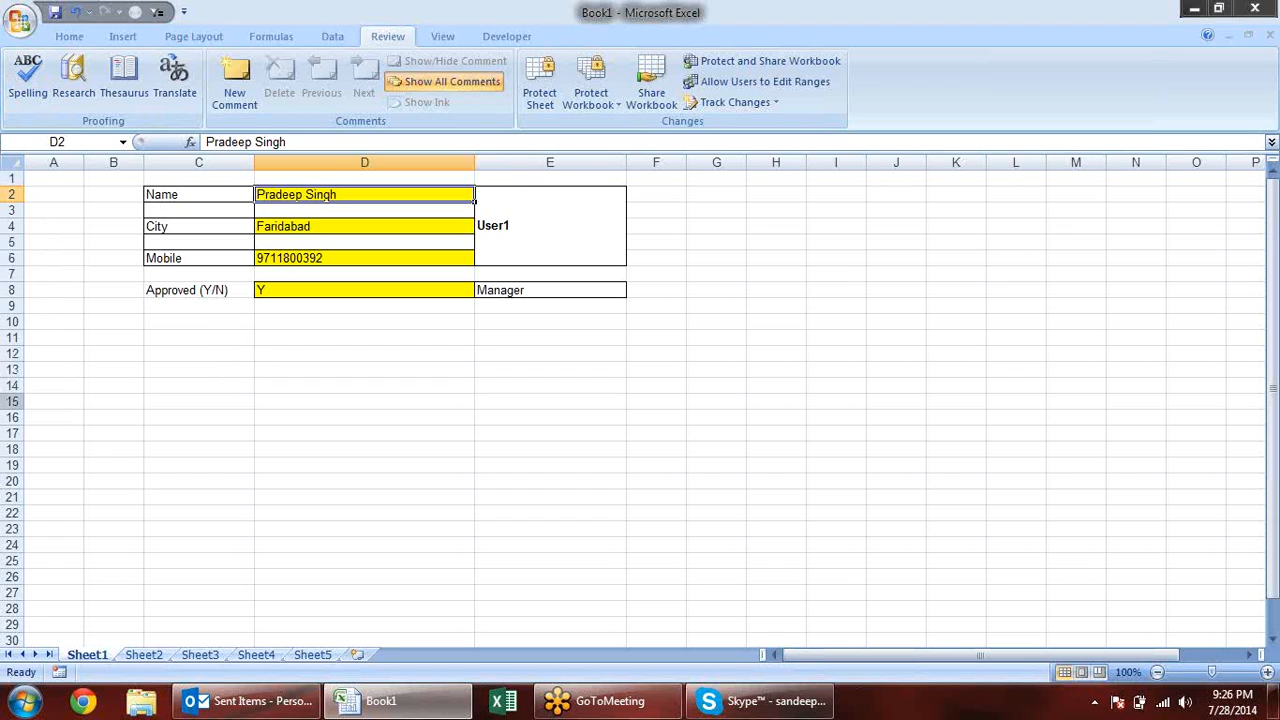 Book1 - Microsoft Excel
Home Insert Page Layout Formulas Data Review View Developer
ABC Spelling Research Thesaurus Translate
Proofing
New Comment Delete Previous Next
Show/Hide Comment
Show All Comments
Show Ink
Comments
Protect Sheet Protect Workbook Share Workbook
Protect and Share Workbook
Allow Users to Edit Ranges
Track Changes
Changes
D2 fx Pradeep Singh
A B C D E F G H I J K L M N O P
1
2 Name Pradeep Singh
3
4 City Faridabad User1
5
6 Mobile 9711800392
7
8 Approved (Y/N) Y Manager
9
10
11
12
13
14
15
16
17
18
19
20
21
22
23
24
25
26
27
28
29
30
Sheet1 Sheet2 Sheet3 Sheet4 Sheet5
Ready 100%
Sent Items - Perso... Book1 GoToMeeting Skype™ - sandeep...
9:26 PM
7/28/2014